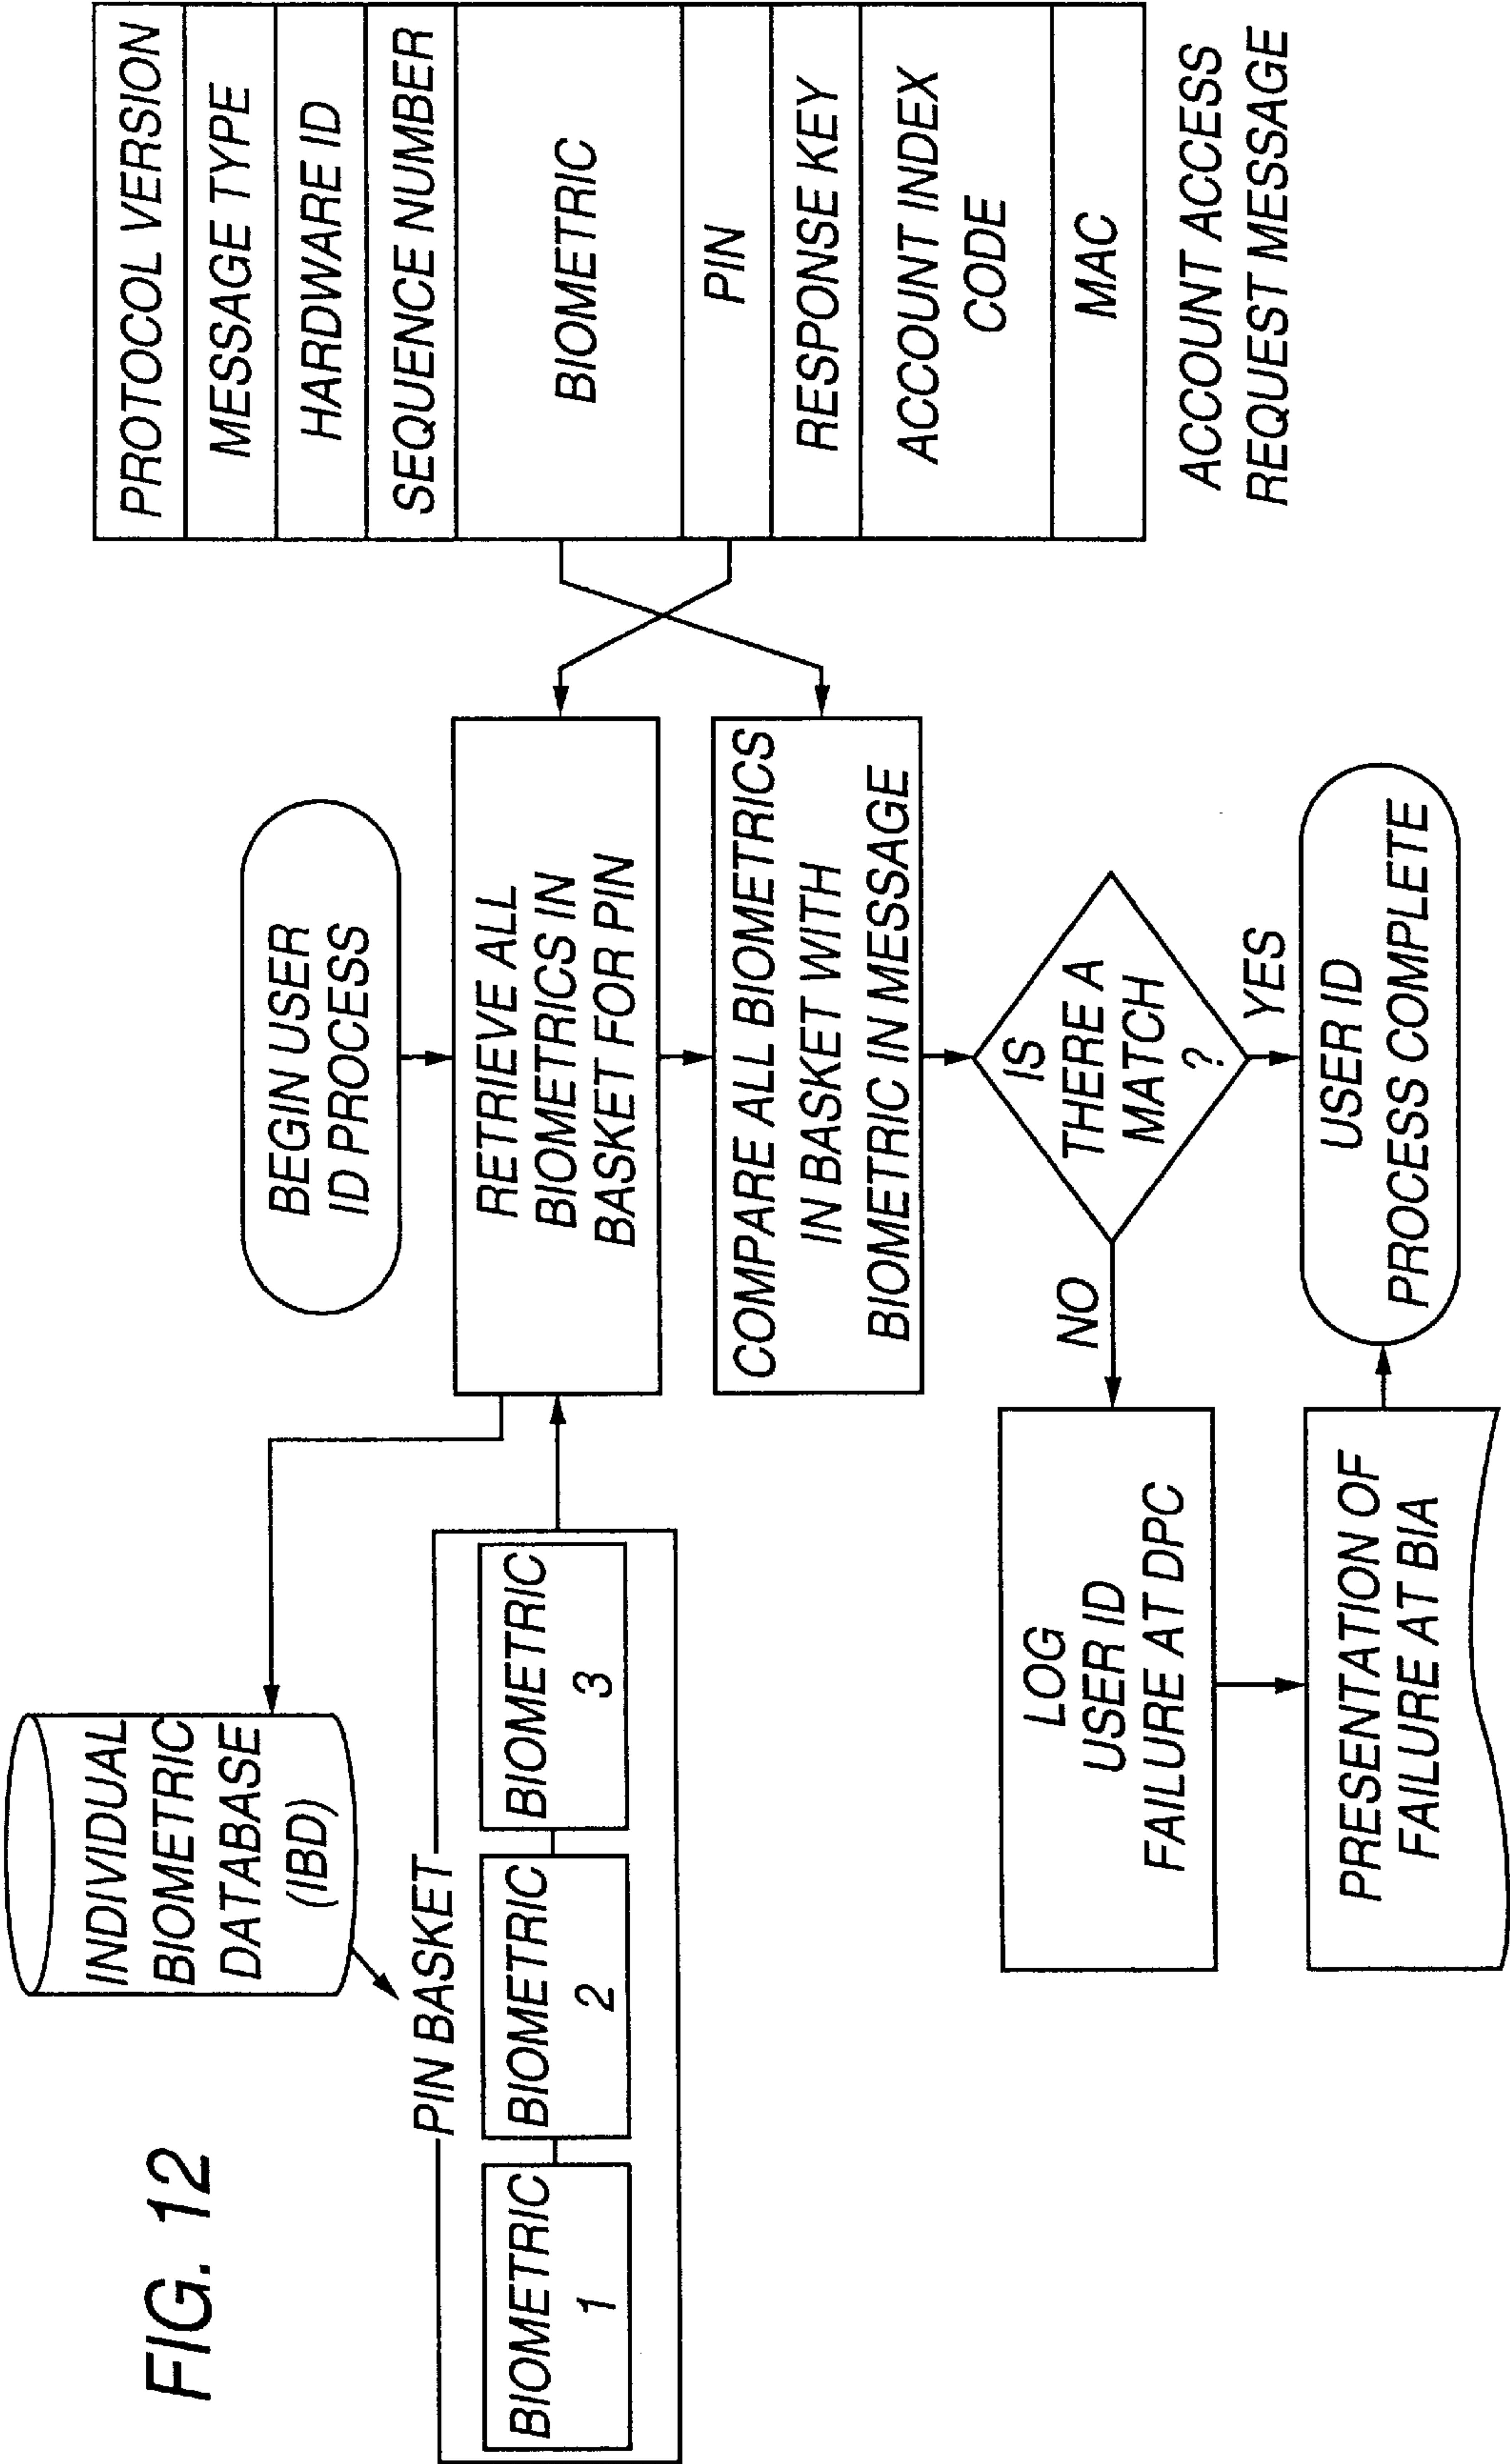 FIG. 12
INDIVIDUAL
BIOMETRIC
DATABASE
(IBD)
PIN BASKET
BIOMETRIC
1
BIOMETRIC
2
BIOMETRIC
3
BEGIN USER
ID PROCESS
RETRIEVE ALL
BIOMETRICS IN
BASKET FOR PIN
COMPARE ALL BIOMETRICS
IN BASKET WITH
BIOMETRIC IN MESSAGE
IS
THERE A
MATCH
?
NO
YES
LOG
USER ID
FAILURE AT DPC
PRESENTATION OF
FAILURE AT BIA
USER ID
PROCESS COMPLETE
PROTOCOL VERSION
MESSAGE TYPE
HARDWARE ID
SEQUENCE NUMBER
BIOMETRIC
PIN
RESPONSE KEY
ACCOUNT INDEX
CODE
MAC
ACCOUNT ACCESS
REQUEST MESSAGE